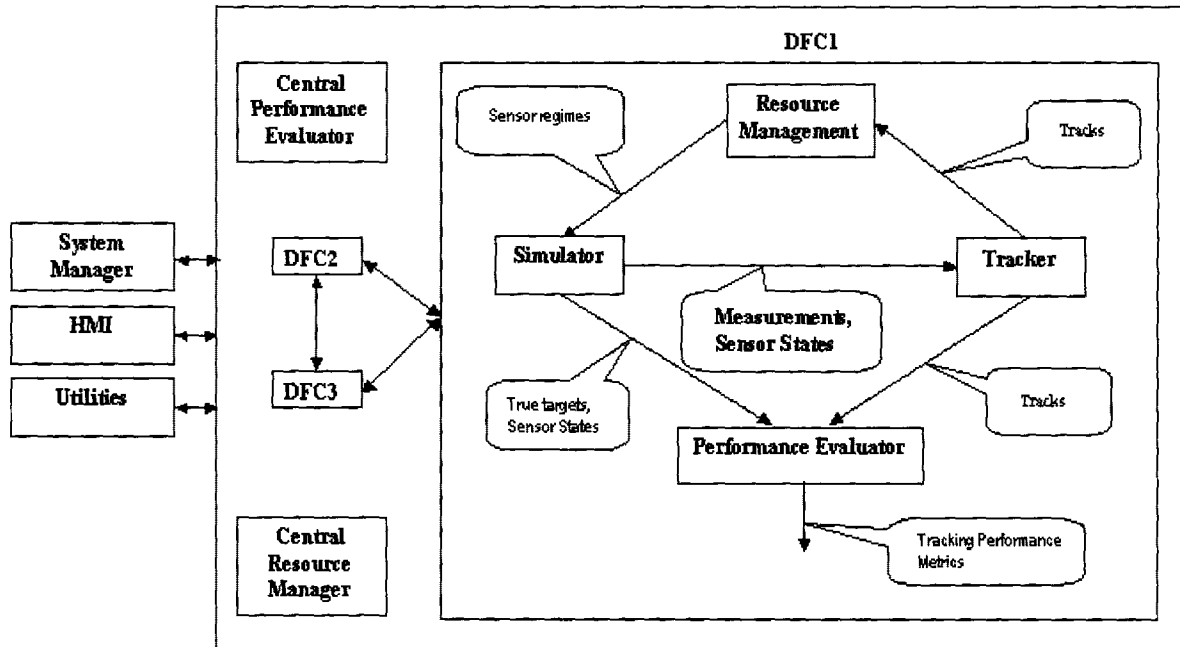 DFC1
Central
Performance
Evaluator
Sensor regimes
Resource
Management
Tracks
System
Manager
HMI
Utilities
DFC2
DFC3
Simulator
Tracker
Measurements,
Sensor States
True targets,
Sensor States
Tracks
Performance Evaluator
Central
Resource
Manager
Tracking Performance
Metrics